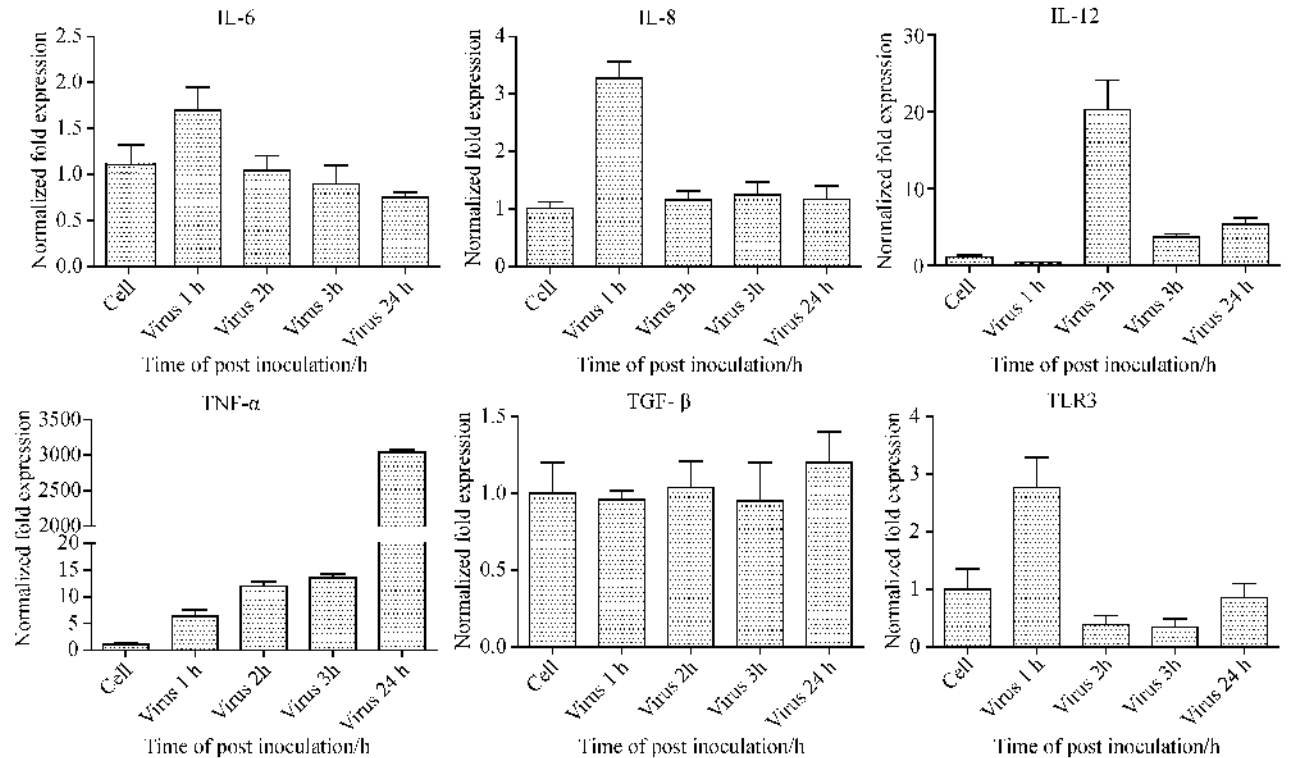 IL-6
Normalized fold expression
2.5
2.0
1.5
1.0
0.5
0.0
Cell
Virus 1 h
Virus 2h
Virus 3h
Virus 24 h
Time of post inoculation/h
IL-8
Normalized fold expression
4
3
2
1
0
Cell
Virus 1 h
Virus 2h
Virus 3h
Virus 24 h
Time of post inoculation/h
IL-12
Normalized fold expression
30
20
10
0
Cell
Virus 1 h
Virus 2h
Virus 3h
Virus 24 h
Time of post inoculation/h
TNF-α
Normalized fold expression
3500
3000
2500
2000
20
15
10
5
0
Cell
Virus 1 h
Virus 2h
Virus 3h
Virus 24 h
Time of post inoculation/h
TGF- β
Normalized fold expression
1.5
1.0
0.5
0.0
Cell
Virus 1 h
Virus 2h
Virus 3h
Virus 24 h
Time of post inoculation/h
TLR3
Normalized fold expression
4
3
2
1
0
Cell
Virus 1 h
Virus 2h
Virus 3h
Virus 24 h
Time of post inoculation/h